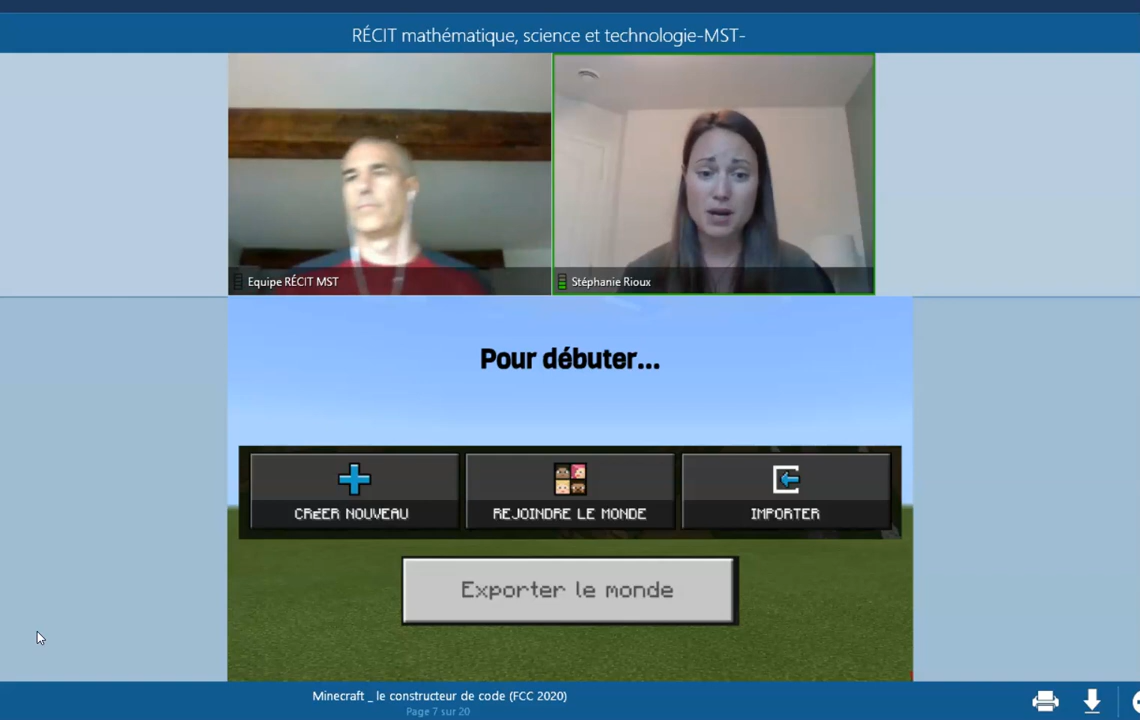 RÉCIT mathématique, science et technologie-MST-
Equipe RÉCIT MST
Stéphanie Rioux
Pour débuter...
CRéER NOUVEAU
REJOINDRE LE MONDE
IMPORTER
Exporter le monde
Minecraft _ le constructeur de code (FCC 2020)
Page 7 sur 20